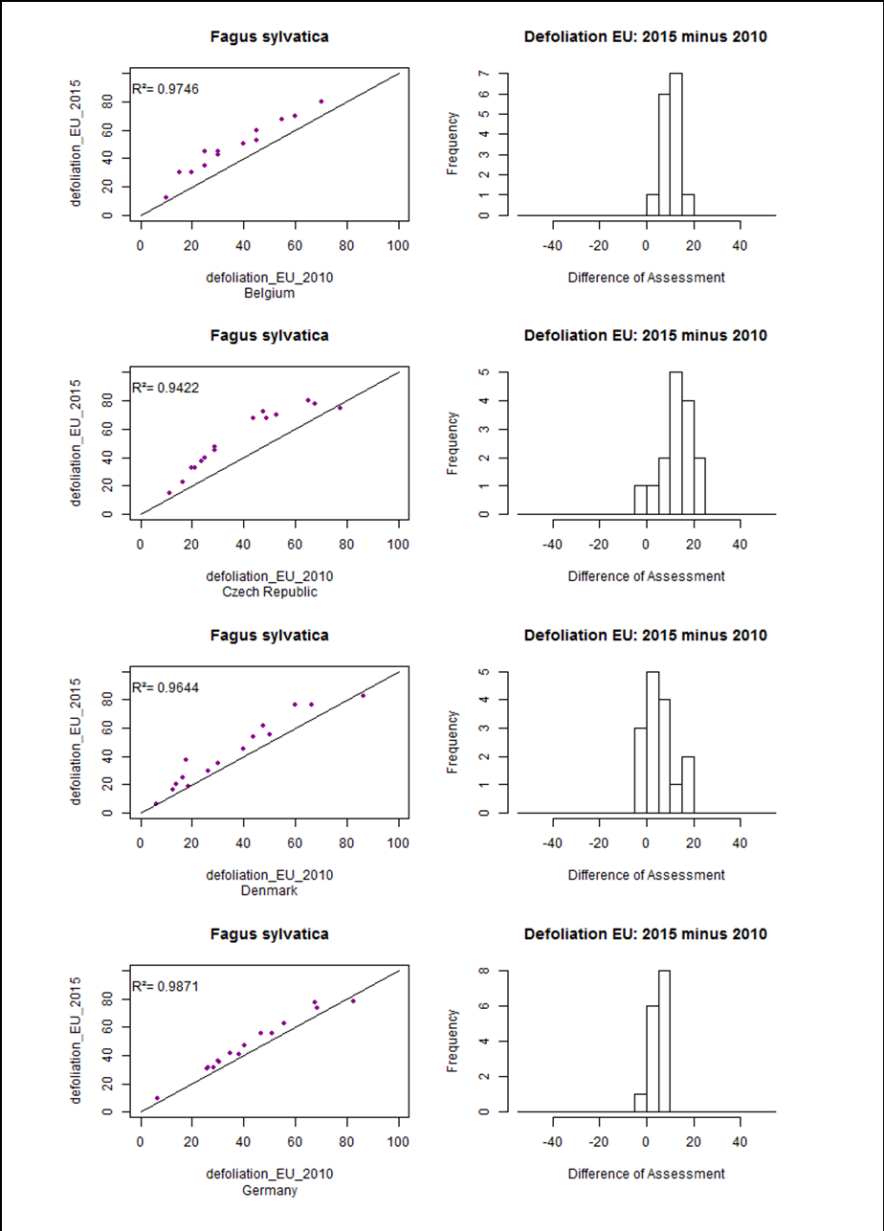 Fagus sylvatica
R²= 0.9746
defoliation_EU_2015
0 20 40 60 80
0 20 40 60 80 100
defoliation_EU_2010
Belgium
Defoliation EU: 2015 minus 2010
Frequency
0 1 2 3 4 5 6 7
-40 -20 0 20 40
Difference of Assessment
Fagus sylvatica
R²= 0.9422
defoliation_EU_2015
0 20 40 60 80
0 20 40 60 80 100
defoliation_EU_2010
Czech Republic
Defoliation EU: 2015 minus 2010
Frequency
0 1 2 3 4 5
-40 -20 0 20 40
Difference of Assessment
Fagus sylvatica
R²= 0.9644
defoliation_EU_2015
0 20 40 60 80
0 20 40 60 80 100
defoliation_EU_2010
Denmark
Defoliation EU: 2015 minus 2010
Frequency
0 1 2 3 4 5
-40 -20 0 20 40
Difference of Assessment
Fagus sylvatica
R²= 0.9871
defoliation_EU_2015
0 20 40 60 80
0 20 40 60 80 100
defoliation_EU_2010
Germany
Defoliation EU: 2015 minus 2010
Frequency
0 2 4 6 8
-40 -20 0 20 40
Difference of Assessment